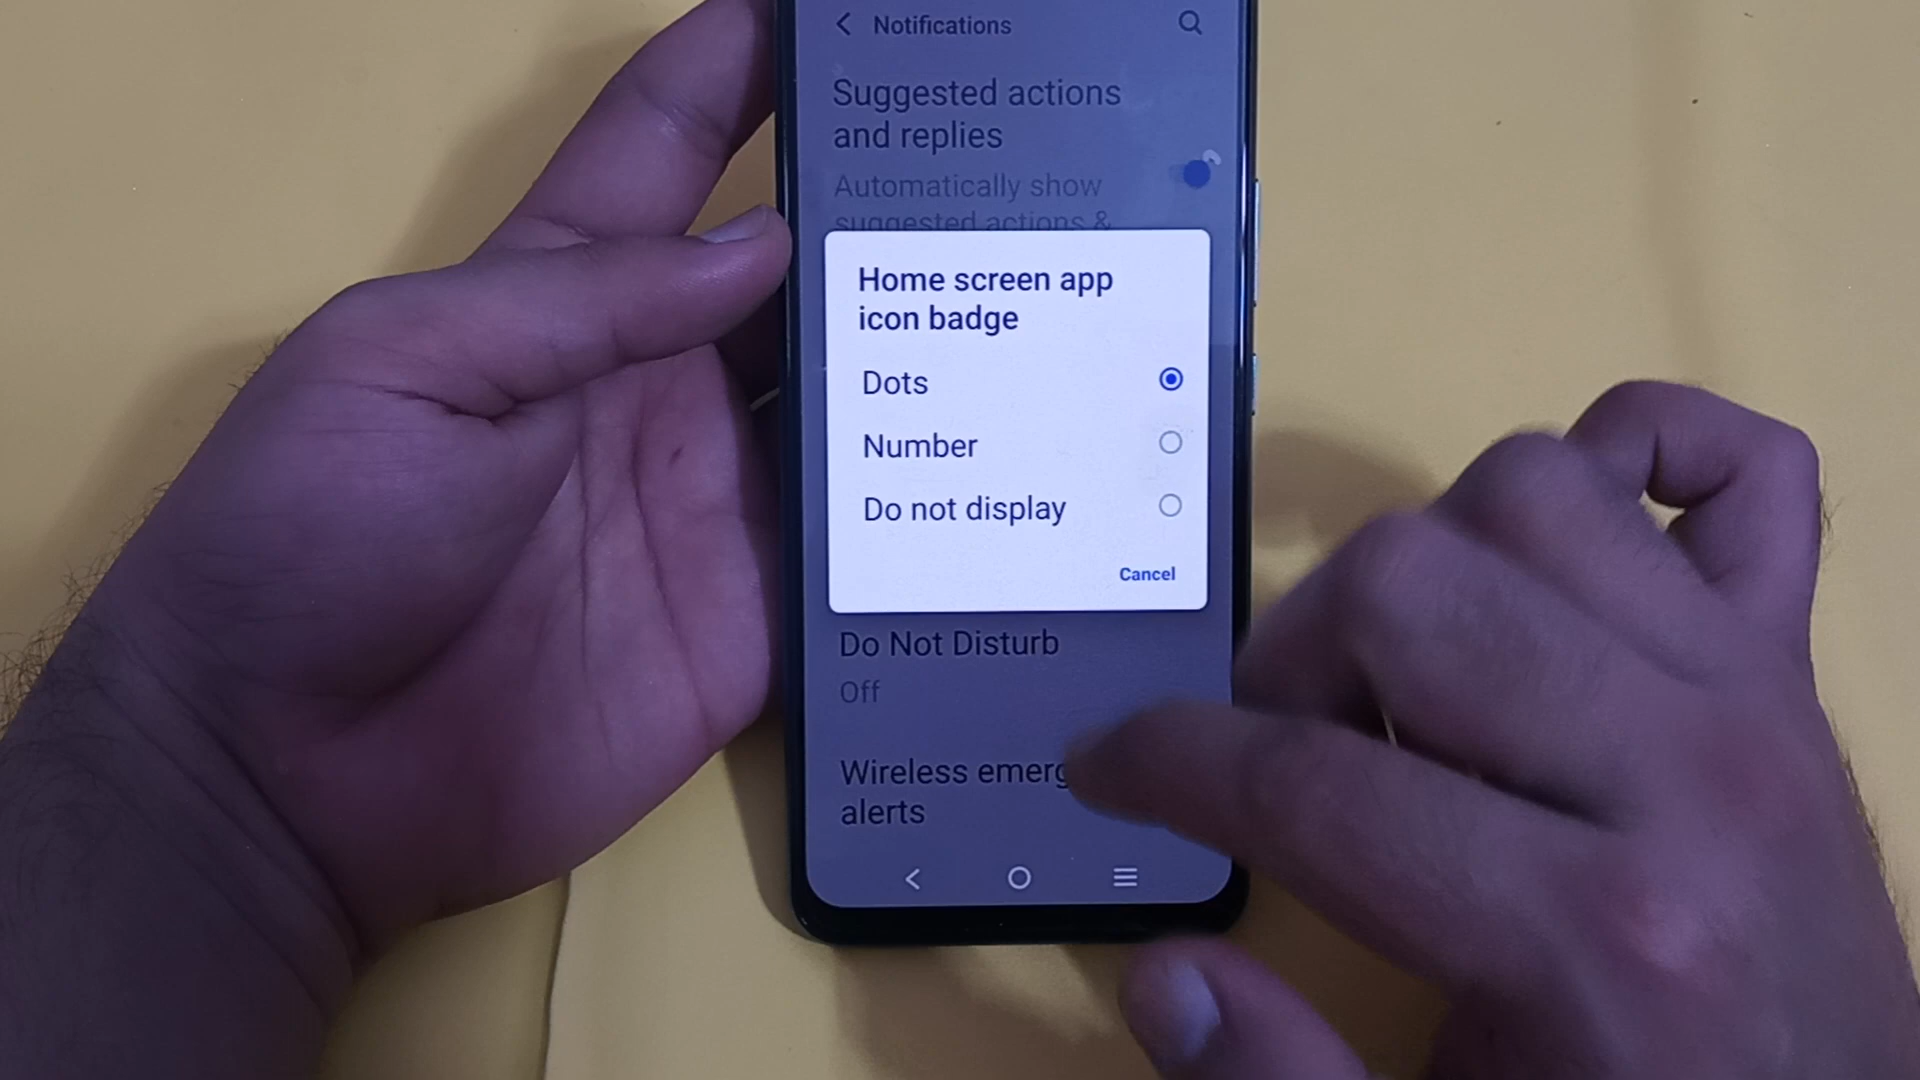 Notifications
Suggested actions
and replies
Automatically show
suggested actions &
Home screen app
icon badge
Dots
Number
Do not display
Cancel
Do Not Disturb
Off
Wireless
alerts